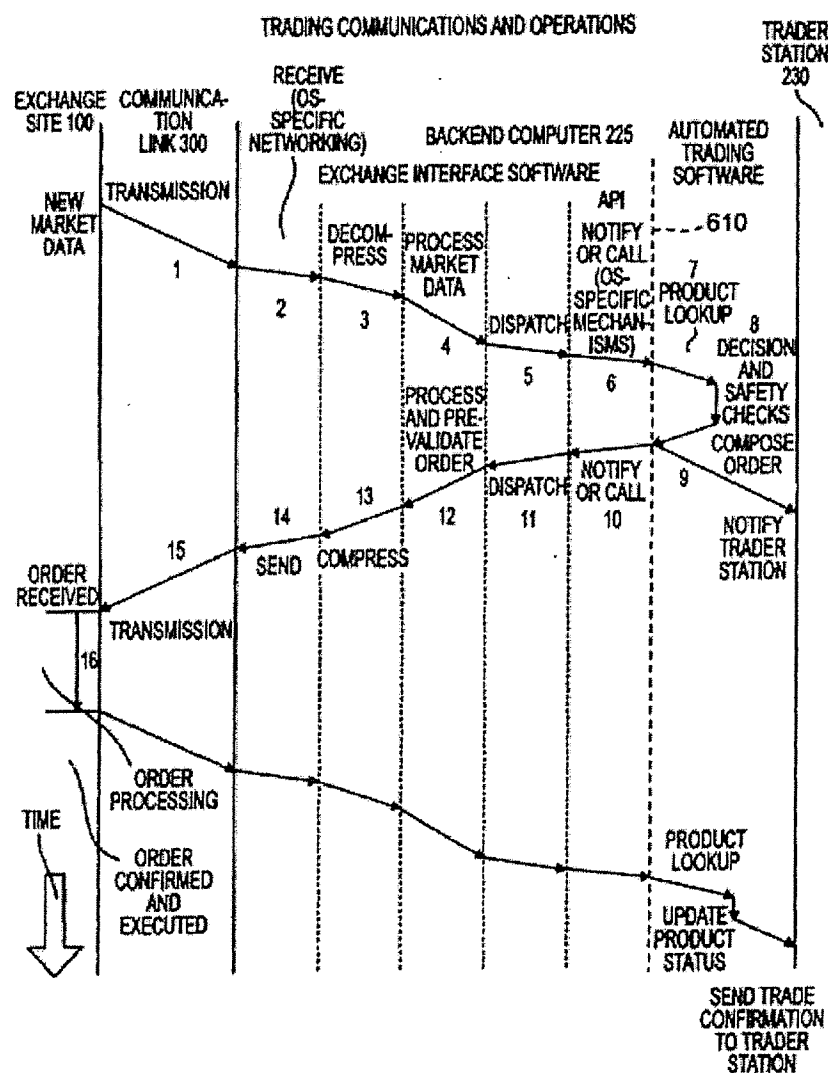 TRADING COMMUNICATIONS AND OPERATIONS
TRADER
STATION
230
EXCHANGE
SITE 100
COMMUNICA-
TION
LINK 300
RECEIVE
(OS-
SPECIFIC
NETWORKING)
BACKEND COMPUTER 225
EXCHANGE INTERFACE SOFTWARE
AUTOMATED
TRADING
SOFTWARE
NEW
MARKET
DATA
TRANSMISSION
1
2
DECOM-
PRESS
3
PROCESS
MARKET
DATA
4
DISPATCH
5
API
NOTIFY
OR CALL
(OS-
SPECIFIC
MECHAN-
ISMS)
6
610
7
PRODUCT
LOOKUP
8
DECISION
AND
SAFETY
CHECKS
COMPOSE
ORDER
9
NOTIFY
TRADER
STATION
NOTIFY
OR CALL
10
DISPATCH
11
PROCESS
AND PRE-
VALIDATE
ORDER
12
13
COMPRESS
14
SEND
15
TRANSMISSION
ORDER
RECEIVED
16
ORDER
PROCESSING
TIME
ORDER
CONFIRMED
AND
EXECUTED
PRODUCT
LOOKUP
UPDATE
PRODUCT
STATUS
SEND TRADE
CONFIRMATION
TO TRADER
STATION